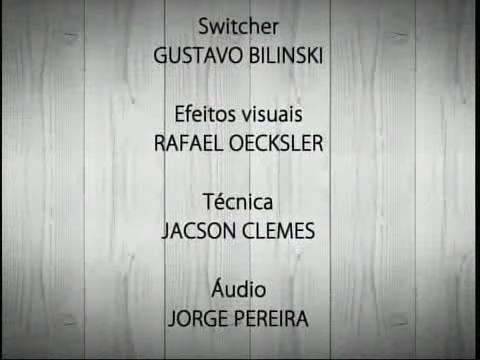 Switcher
GUSTAVO BILINSKI
Efeitos visuais
RAFAEL OECKSLER
Técnica
JACSON CLEMES
Áudio
JORGE PEREIRA